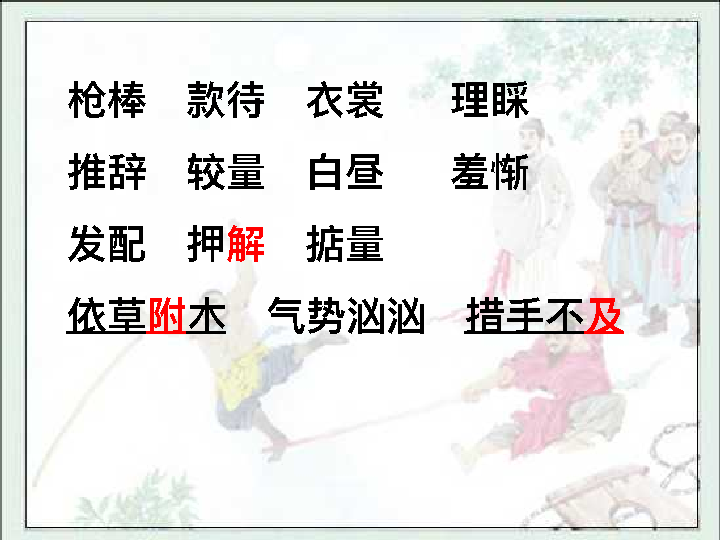 枪棒 款待 衣裳 理睬
推辞 较量 白昼 羞惭
发配 押解 掂量
依草附木 气势汹汹 措手不及